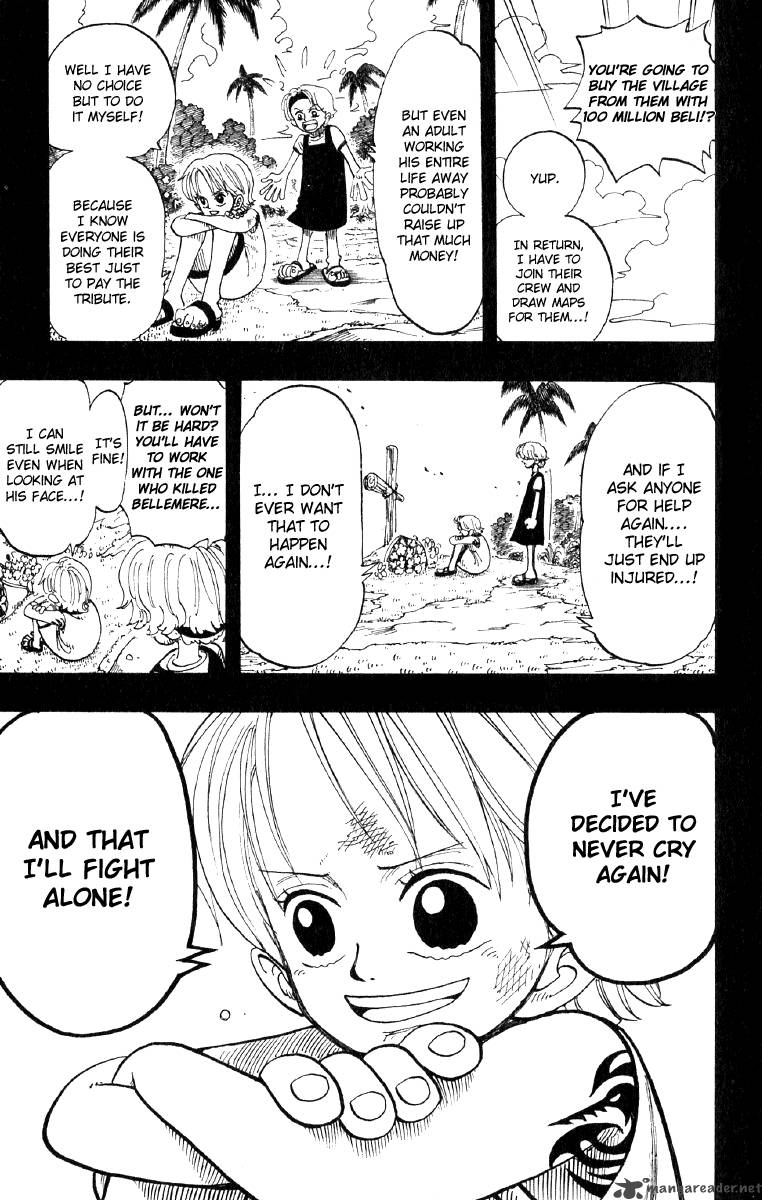 YOU'RE GOING TO
BUY THE VILLAGE
FROM THEM WITH
100 MILLION BELI!?
YUP.
IN RETURN,
I HAVE TO
JOIN THEIR
CREW AND
DRAW MAPS
FOR THEM...!
BUT EVEN
AN ADULT
WORKING
HIS ENTIRE
LIFE AWAY
PROBABLY
COULDN'T
RAISE UP
THAT MUCH
MONEY!
WELL I HAVE
NO CHOICE
BUT TO DO
IT MYSELF!
BECAUSE
I KNOW
EVERYONE IS
DOING THEIR
BEST JUST
TO PAY THE
TRIBUTE.
AND IF I
ASK ANYONE
FOR HELP
AGAIN....
THEY'LL
JUST END UP
INJURED...!
I... I DON'T
EVER WANT
THAT TO
HAPPEN
AGAIN...!
BUT... WON'T
IT BE HARD?
YOU'LL HAVE
TO WORK
WITH THE ONE
WHO KILLED
BELLEMERE...
IT'S
FINE!
I CAN
STILL SMILE
EVEN WHEN
LOOKING AT
HIS FACE...!
I'VE
DECIDED TO
NEVER CRY
AGAIN!
AND THAT
I'LL FIGHT
ALONE!
mangareader.net